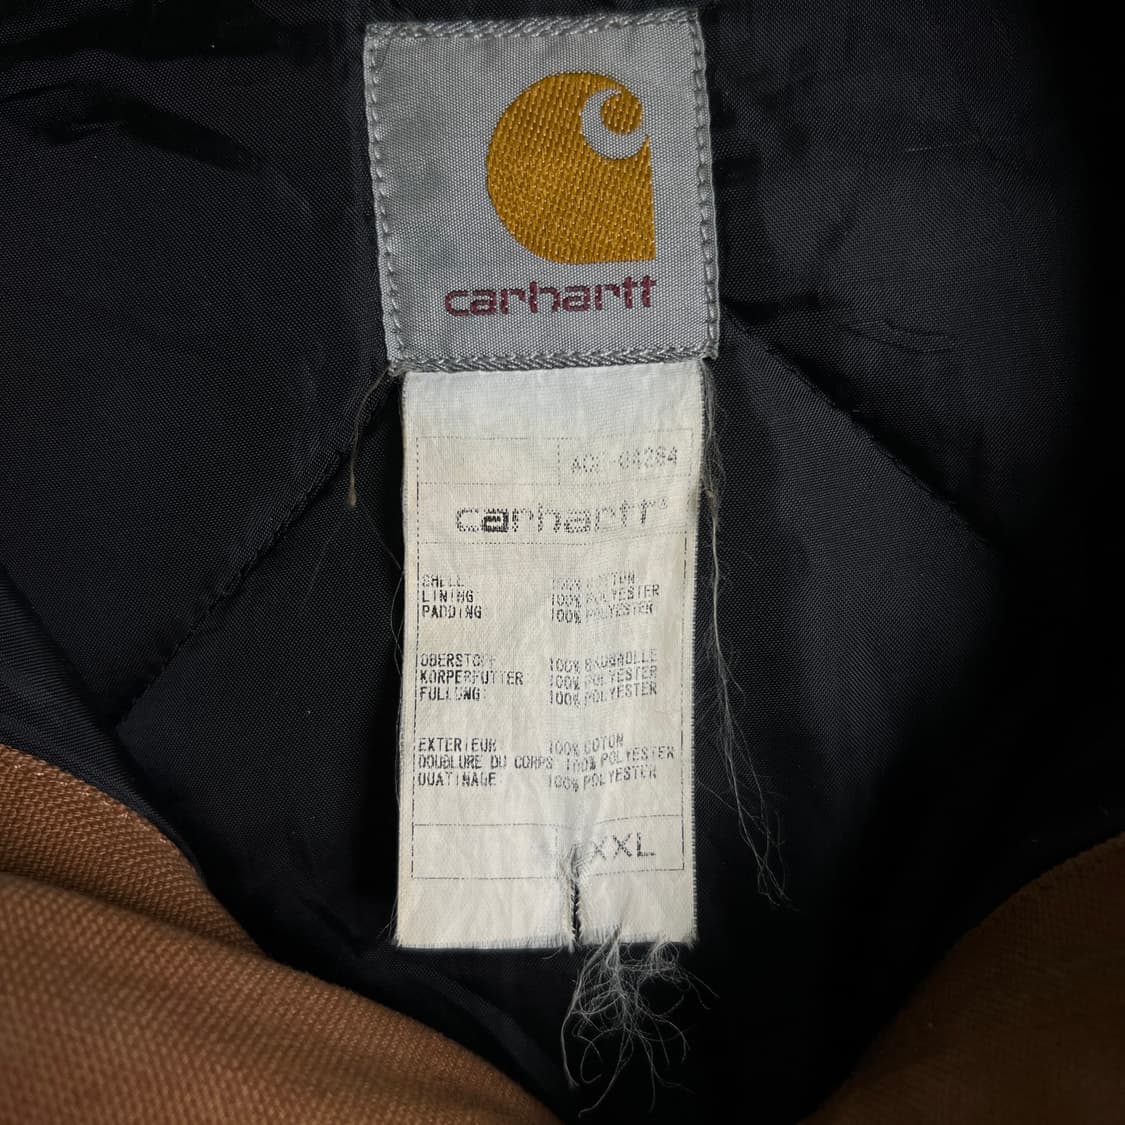 carhartt
carhartt
SHELL 100% COTTON
LINING 100% POLYESTER
PADDING 100% POLYESTER
OBERSTOFF 100% BAUMWOLLE
KORPERFUTTER 100% POLYESTER
FULLUNG 100% POLYESTER
EXTERIEUR 100% COTON
DOUBLURE DU CORPS 100% POLYESTER
OUATINAGE 100% POLYESTER
XXL